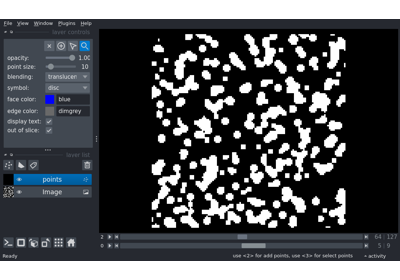 File View Window Plugins Help
layer controls
opacity: 1.00
point size: 10
blending: translucen
symbol: disc
face color: blue
edge color: dimgrey
display text:
out of slice:
layer list
points
Image
2 64 127
0 5 9
Ready use <2> for add points, use <3> for select points activity